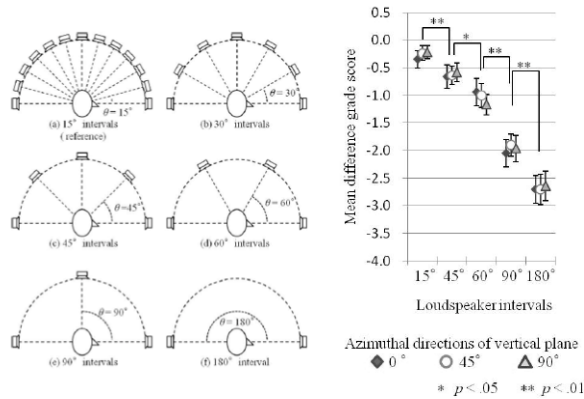 θ=15°
(a) 15° intervals
(reference)
θ=30
(b) 30° intervals
θ=45°
(c) 45° intervals
θ=60°
(d) 60° intervals
θ=90°
(e) 90° intervals
θ=180°
(f) 180° interval
Mean difference grade score
0.5
0.0
-0.5
-1.0
-1.5
-2.0
-2.5
-3.0
-3.5
-4.0
**
*
**
**
15° 45° 60° 90° 180°
Loudspeaker intervals
Azimuthal directions of vertical plane
0° 45° 90°
* p < .05 ** p < .01